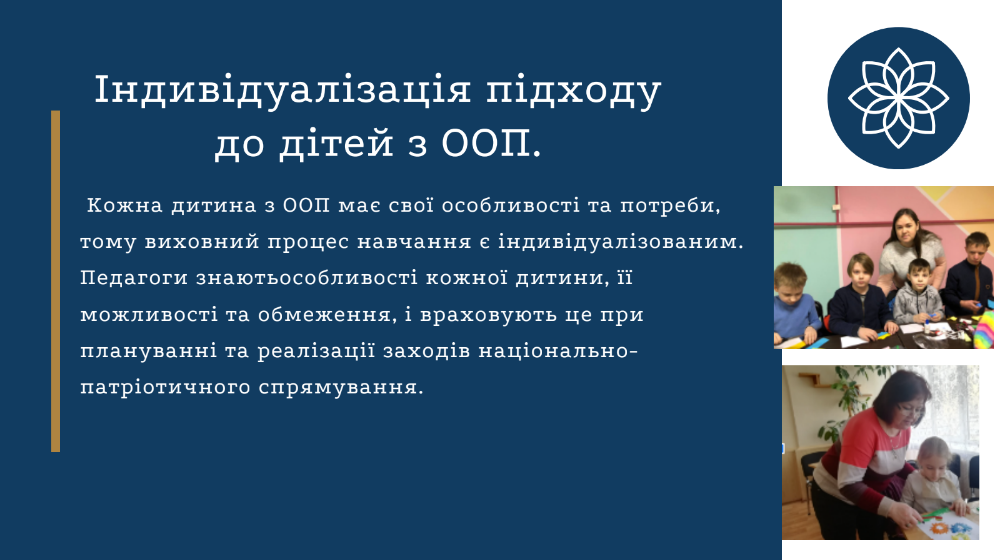 Індивідуалізація підходу
до дітей з ООП.
Кожна дитина з ООП має свої особливості та потреби,
тому виховний процес навчання є індивідуалізованим.
Педагоги знаютьособливості кожної дитини, її
можливості та обмеження, і враховують це при
плануванні та реалізації заходів національно-
патріотичного спрямування.